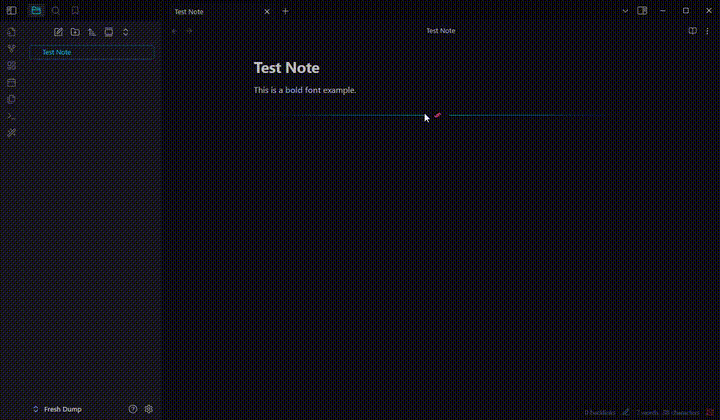 Test Note
Test Note
Test Note
Test Note
This is a bold font example.
Fresh Dump
0 backlinks
7 words 38 characters